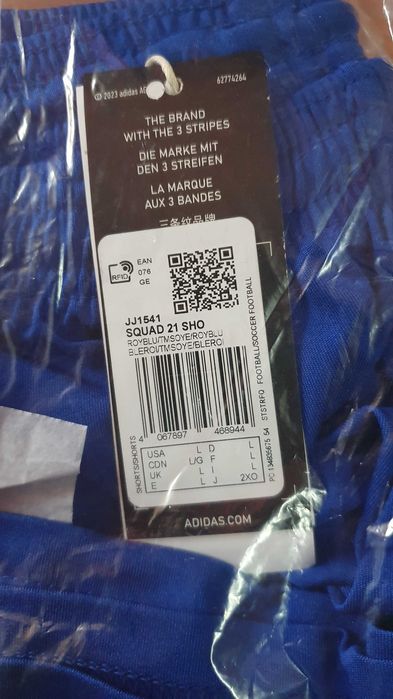 © 2023 adidas AG
62774264
THE BRAND
WITH THE 3 STRIPES
DIE MARKE MIT
DEN 3 STREIFEN
LA MARQUE
AUX 3 BANDES
三条纹品牌
RFID
EAN
076
GE
JJ1541
SQUAD 21 SHO
ROYBLU/TMSOYE/ROYBLU
BLEROI/TMSOYE/BLEROI
4 067897 468944
USA L D L
CDN L/G F L
UK L I L
E L J 2XO
SHORTS/SHORTS
STSTRFQ FOOTBALL/SOCCER FOOTBALL
ADIDAS.COM